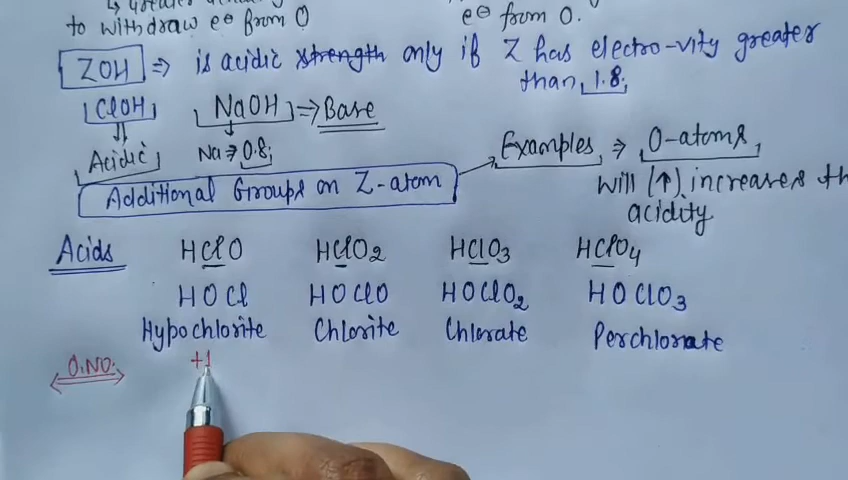 to withdraw e⊖ from O
e⊖ from O.
ZOH ⇒ is acidic strength only if Z has electro-vity greater
than 1.8;
ClOH NaOH ⇒ Base
Acidic Na ⇒ 0.8;
Examples ⇒ O-atoms,
Additional Groups on Z-atom
will (↑) increases th
acidity
Acids HClO HClO2 HClO3 HClO4
HOCl HOClO HOClO2 HOClO3
Hypochlorite Chlorite Chlorate Perchlorate
O.NO. +1